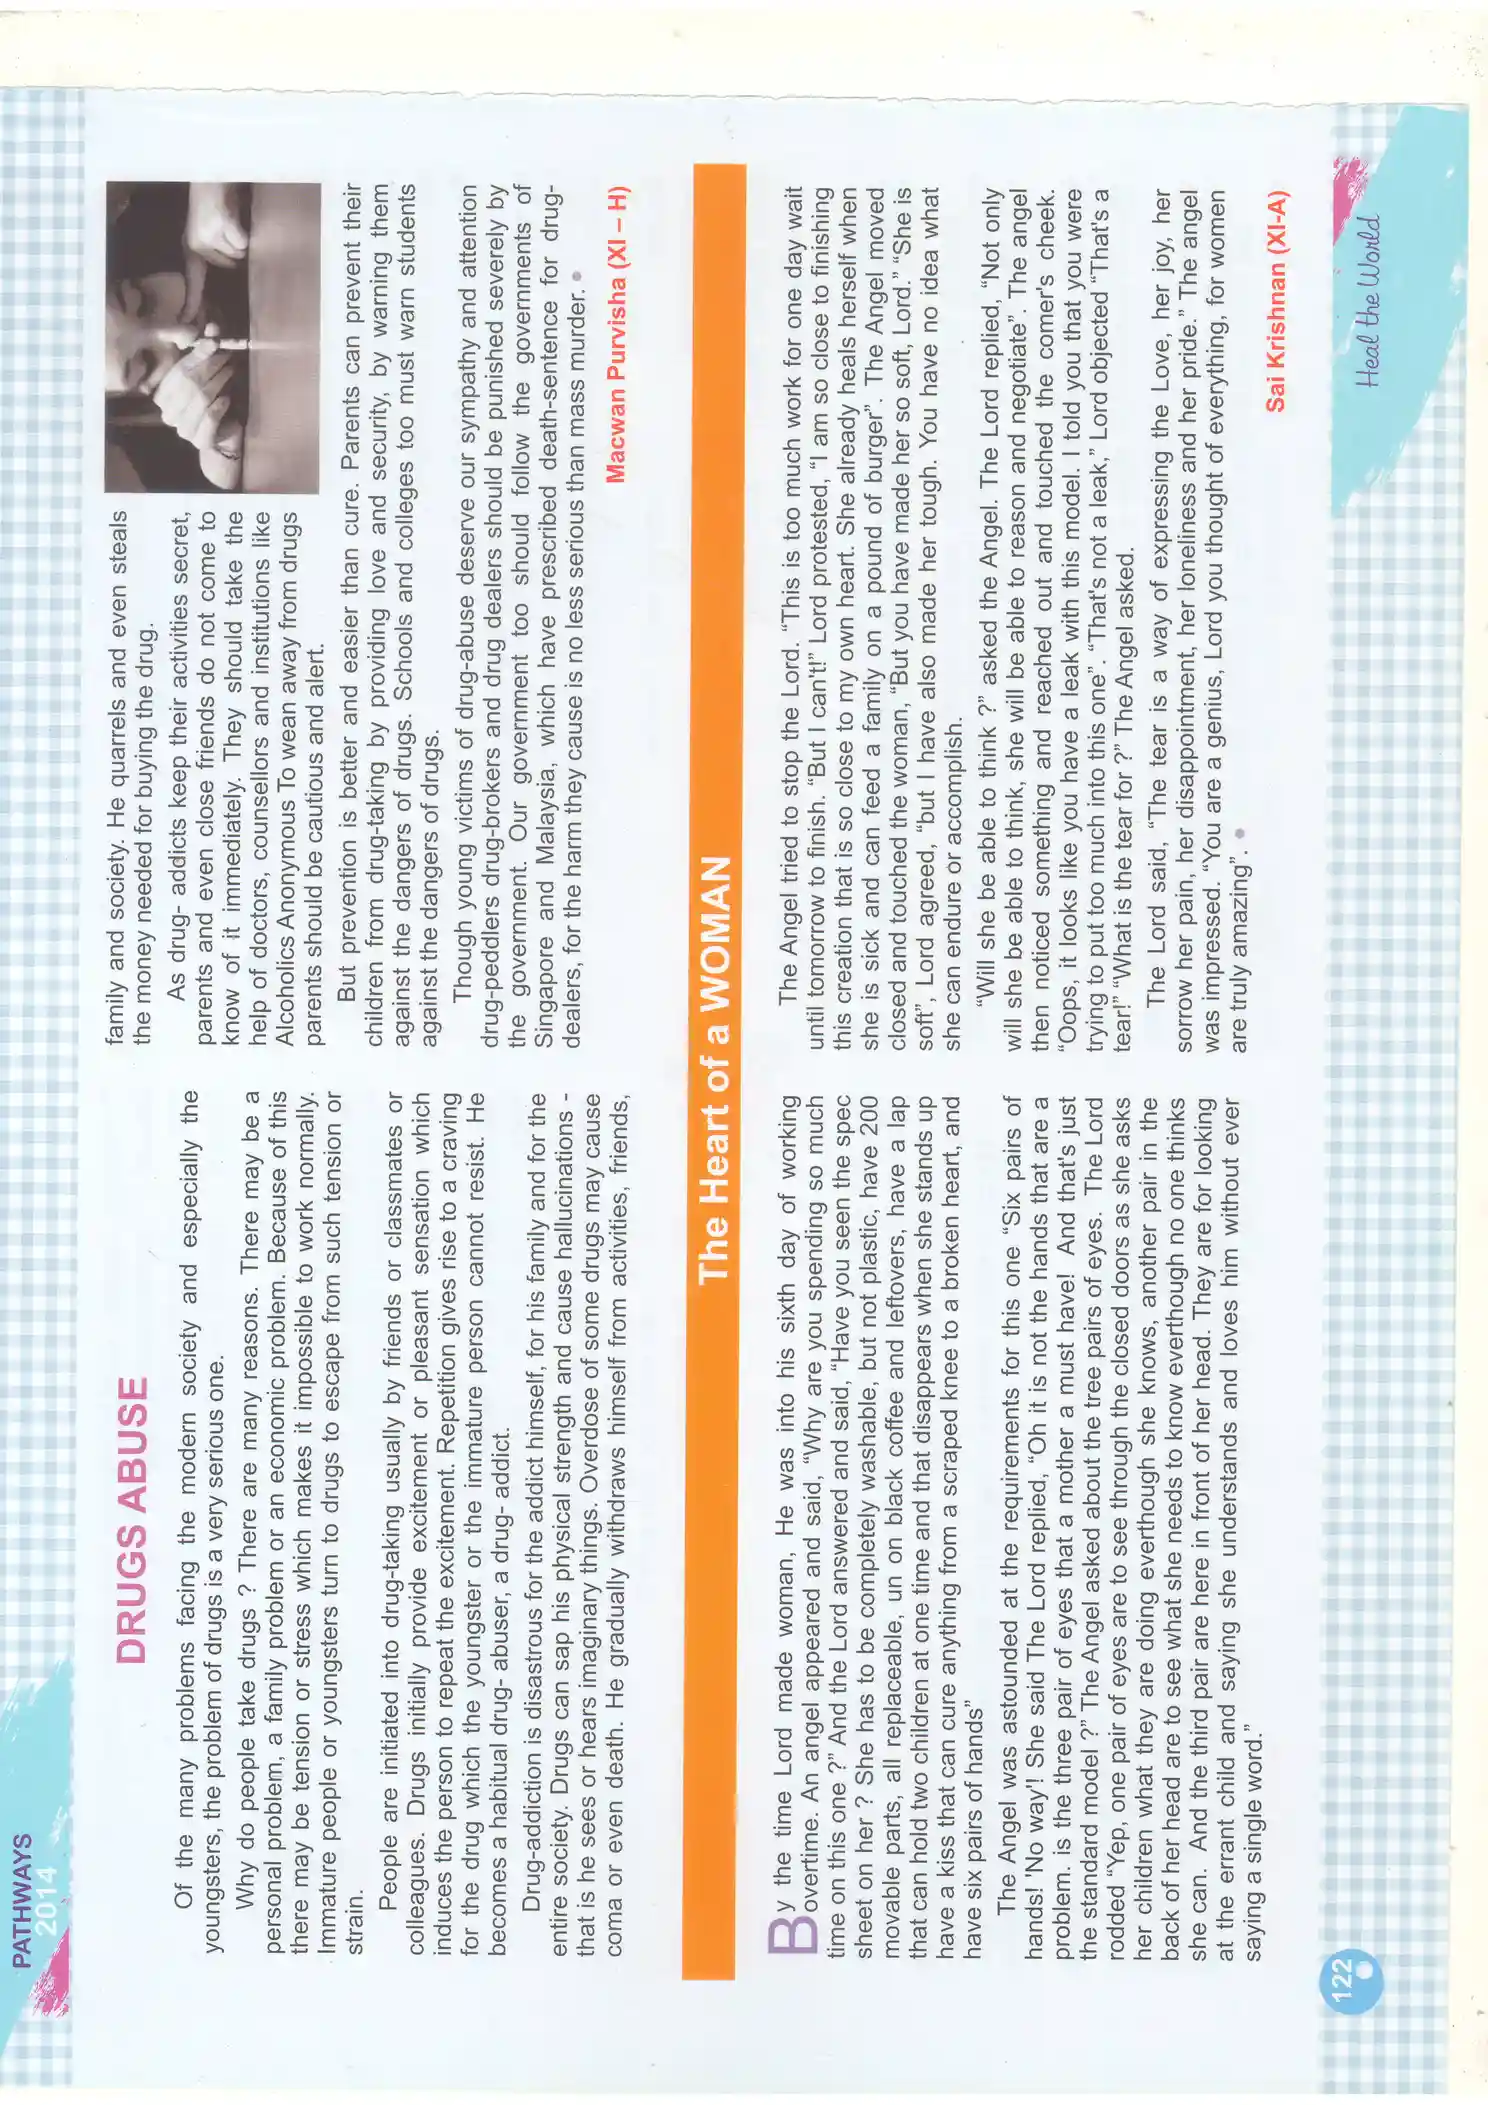 PATHWAYS
2014
DRUGS ABUSE
Of the many problems facing the modern society and especially the
youngsters, the problem of drugs is a very serious one.
Why do people take drugs ? There are many reasons. There may be a
personal problem, a family problem or an economic problem. Because of this
there may be tension or stress which makes it impossible to work normally.
Immature people or youngsters turn to drugs to escape from such tension or
strain.
People are initiated into drug-taking usually by friends or classmates or
colleagues. Drugs initially provide excitement or pleasant sensation which
induces the person to repeat the excitement. Repetition gives rise to a craving
for the drug which the youngster or the immature person cannot resist. He
becomes a habitual drug- abuser, a drug- addict.
Drug-addiction is disastrous for the addict himself, for his family and for the
entire society. Drugs can sap his physical strength and cause hallucinations -
that is he sees or hears imaginary things. Overdose of some drugs may cause
coma or even death. He gradually withdraws himself from activities, friends,
family and society. He quarrels and even steals
the money needed for buying the drug.
As drug- addicts keep their activities secret,
parents and even close friends do not come to
know of it immediately. They should take the
help of doctors, counsellors and institutions like
Alcoholics Anonymous To wean away from drugs
parents should be cautious and alert.
But prevention is better and easier than cure. Parents can prevent their
children from drug-taking by providing love and security, by warning them
against the dangers of drugs. Schools and colleges too must warn students
against the dangers of drugs.
Though young victims of drug-abuse deserve our sympathy and attention
drug-peddlers drug-brokers and drug dealers should be punished severely by
the government. Our government too should follow the governments of
Singapore and Malaysia, which have prescribed death-sentence for drug-
dealers, for the harm they cause is no less serious than mass murder.
Macwan Purvisha (XI – H)
The Heart of a WOMAN
By the time Lord made woman, He was into his sixth day of working
overtime. An angel appeared and said, “Why are you spending so much
time on this one ?” And the Lord answered and said, “Have you seen the spec
sheet on her ? She has to be completely washable, but not plastic, have 200
movable parts, all replaceable, un on black coffee and leftovers, have a lap
that can hold two children at one time and that disappears when she stands up
have a kiss that can cure anything from a scraped knee to a broken heart, and
have six pairs of hands”
The Angel was astounded at the requirements for this one “Six pairs of
hands! 'No way'! She said The Lord replied, “Oh it is not the hands that are a
problem. is the three pair of eyes that a mother a must have! And that's just
the standard model ?” The Angel asked about the tree pairs of eyes. The Lord
rodded “Yep, one pair of eyes are to see through the closed doors as she asks
her children what they are doing everthough she knows, another pair in the
back of her head are to see what she needs to know everthough no one thinks
she can. And the third pair are here in front of her head. They are for looking
at the errant child and saying she understands and loves him without ever
saying a single word.”
The Angel tried to stop the Lord. “This is too much work for one day wait
until tomorrow to finish. “But I can't!” Lord protested, “I am so close to finishing
this creation that is so close to my own heart. She already heals herself when
she is sick and can feed a family on a pound of burger”. The Angel moved
closed and touched the woman, “But you have made her so soft, Lord.” “She is
soft”, Lord agreed, “but I have also made her tough. You have no idea what
she can endure or accomplish.
“Will she be able to think ?” asked the Angel. The Lord replied, “Not only
will she be able to think, she will be able to reason and negotiate”. The angel
then noticed something and reached out and touched the comer's cheek.
“Oops, it looks like you have a leak with this model. I told you that you were
trying to put too much into this one”. “That's not a leak,” Lord objected “That's a
tear!” “What is the tear for ?” The Angel asked.
The Lord said, “The tear is a way of expressing the Love, her joy, her
sorrow her pain, her disappointment, her loneliness and her pride.” The angel
was impressed. “You are a genius, Lord you thought of everything, for women
are truly amazing”.
Sai Krishnan (XI-A)
122
Heal the World